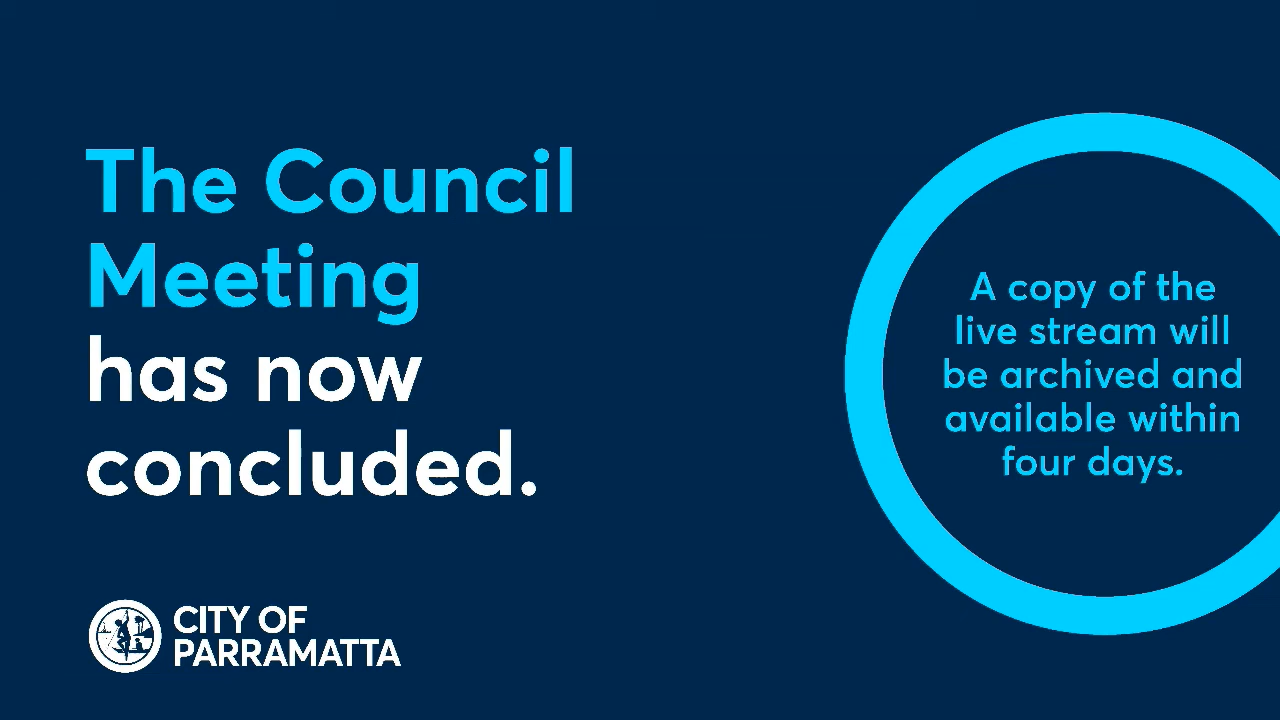 The Council
Meeting
has now
concluded.
A copy of the
live stream will
be archived and
available within
four days.
CITY OF
PARRAMATTA